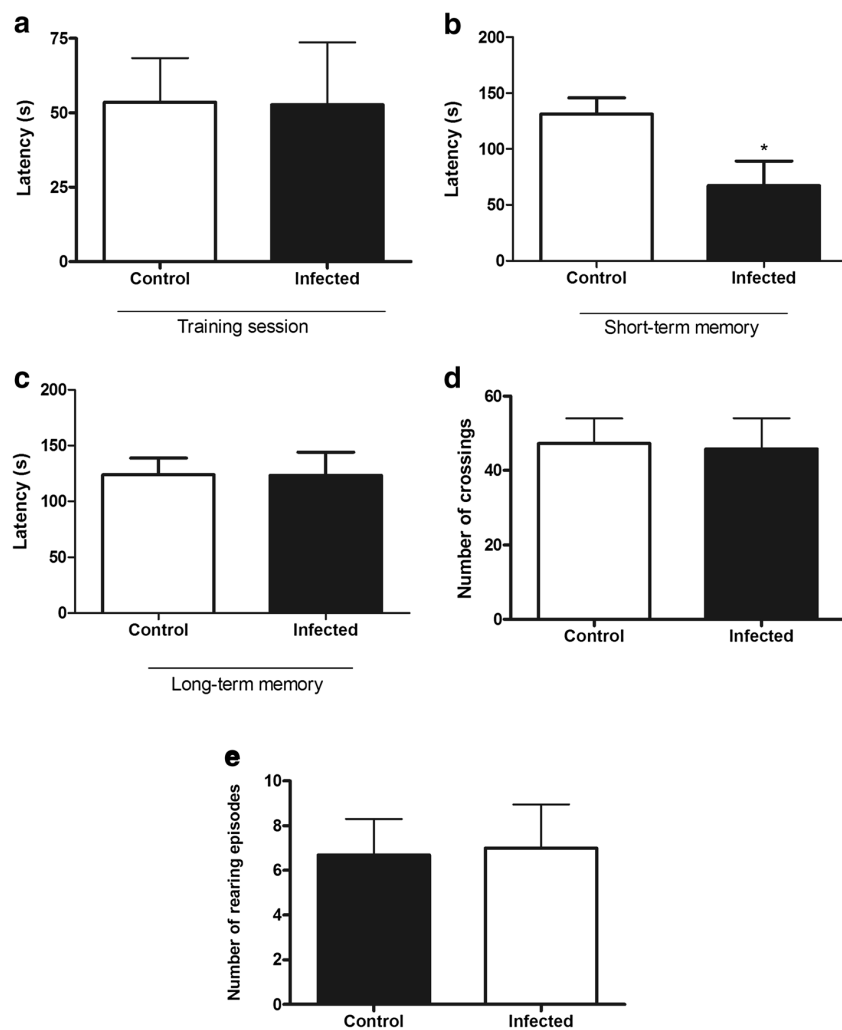 a
75
50
25
0
Latency (s)
Control Infected
Training session
b
200
150
100
50
0
Latency (s)
*
Control Infected
Short-term memory
c
200
150
100
50
0
Latency (s)
Control Infected
Long-term memory
d
60
40
20
0
Number of crossings
Control Infected
e
10
8
6
4
2
0
Number of rearing episodes
Control Infected